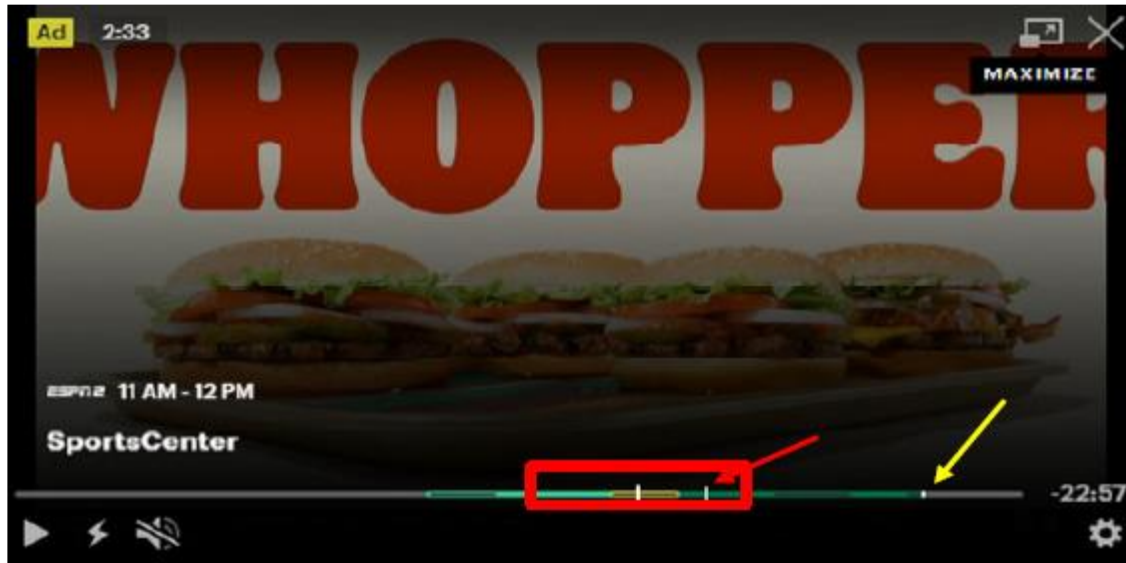 Ad 2:33
MAXIMIZE
WHOPPER
ESPN2 11 AM - 12 PM
SportsCenter
-22:57